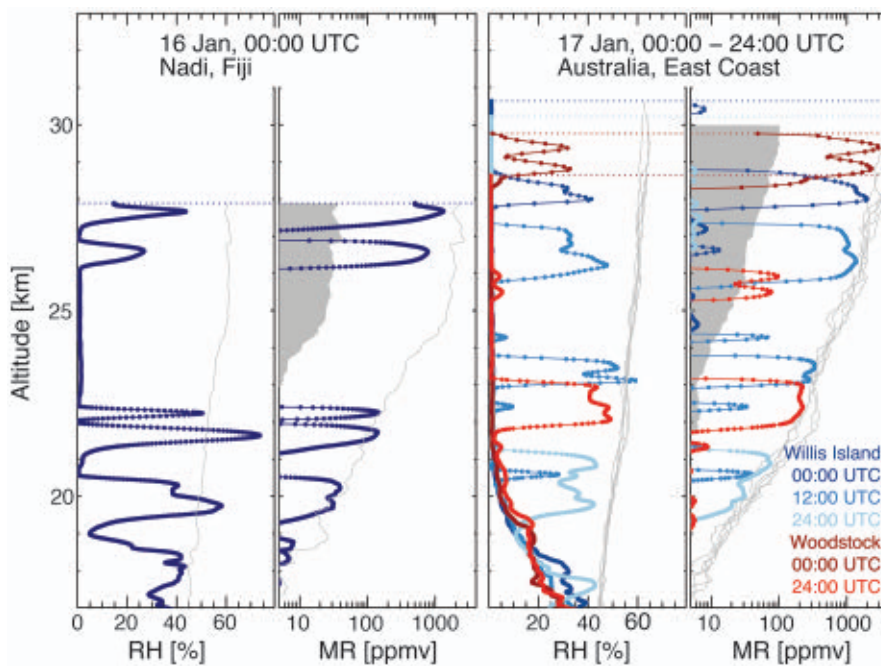 16 Jan, 00:00 UTC
Nadi, Fiji
17 Jan, 00:00 – 24:00 UTC
Australia, East Coast
Altitude [km]
30
25
20
Willis Island
00:00 UTC
12:00 UTC
24:00 UTC
Woodstock
00:00 UTC
24:00 UTC
0 20 40 60 10 100 1000 20 40 60 10 100 1000
RH [%] MR [ppmv] RH [%] MR [ppmv]